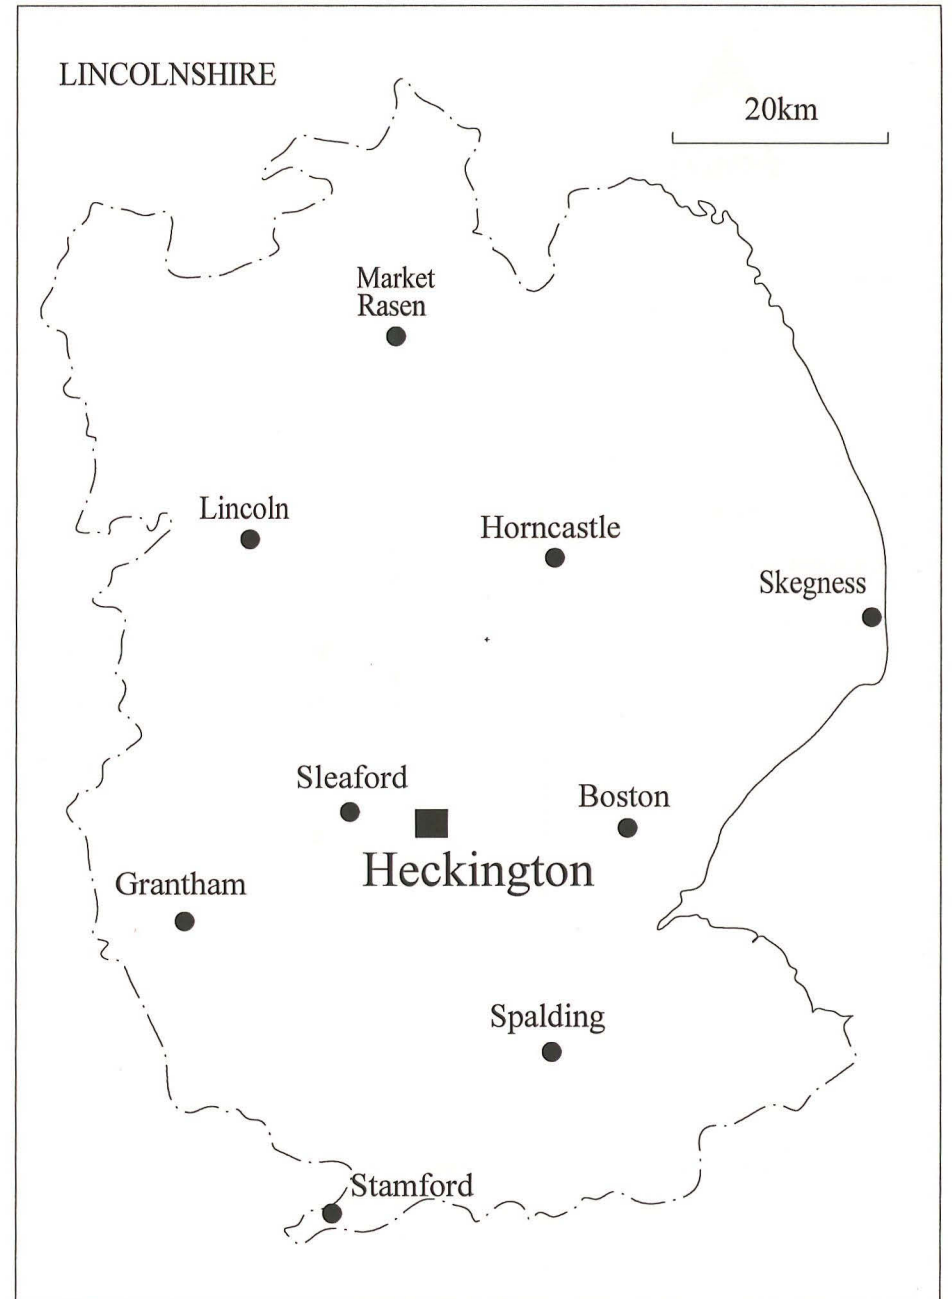 LINCOLNSHIRE
20km
Market
Rasen
Lincoln
Horncastle
Skegness
Sleaford
Boston
Heckington
Grantham
Spalding
Stamford